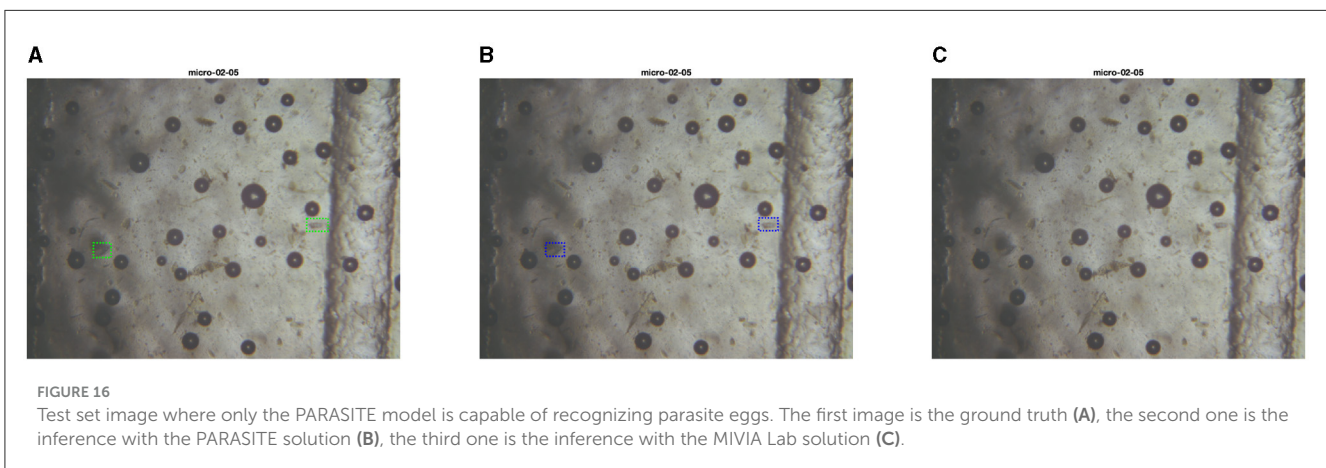 A
B
C
micro-02-05
micro-02-05
micro-02-05
FIGURE 16
Test set image where only the PARASITE model is capable of recognizing parasite eggs. The first image is the ground truth (A), the second one is the
inference with the PARASITE solution (B), the third one is the inference with the MIVIA Lab solution (C).